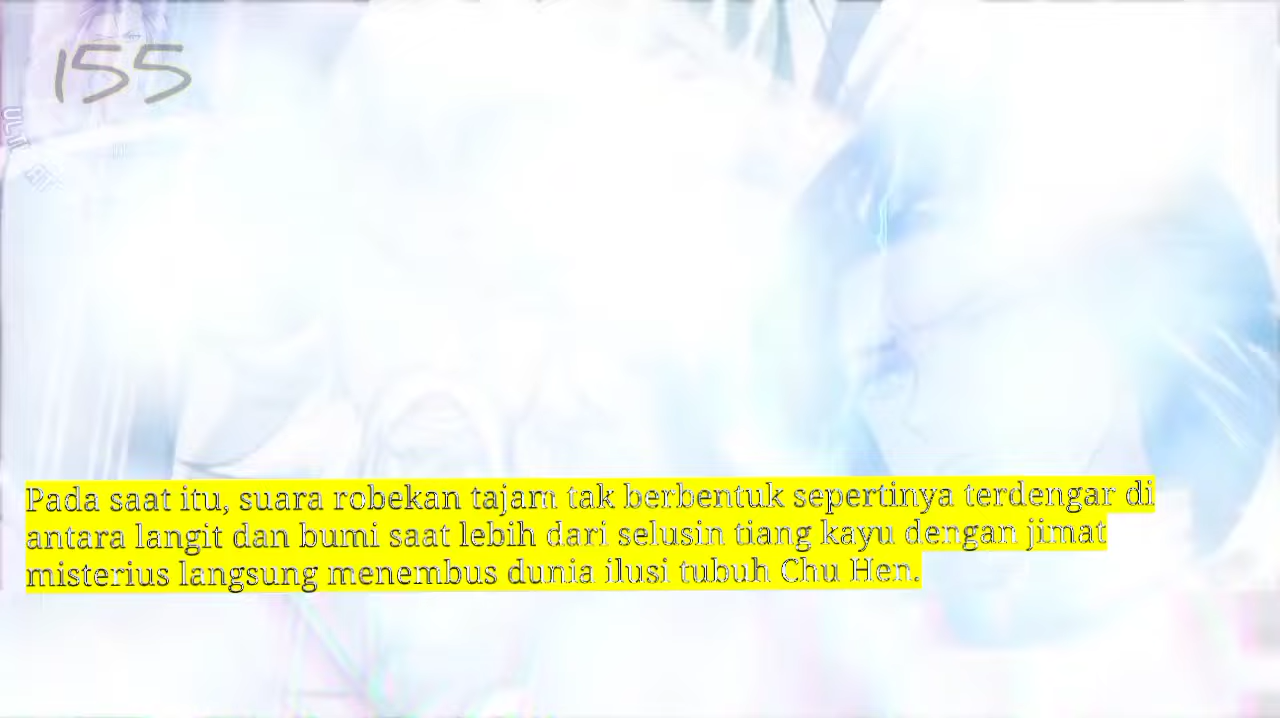 155
Pada saat itu, suara robekan tajam tak berbentuk sepertinya terdengar di
antara langit dan bumi saat lebih dari selusin tiang kayu dengan jimat
misterius langsung menembus dunia ilusi tubuh Chu Hen.